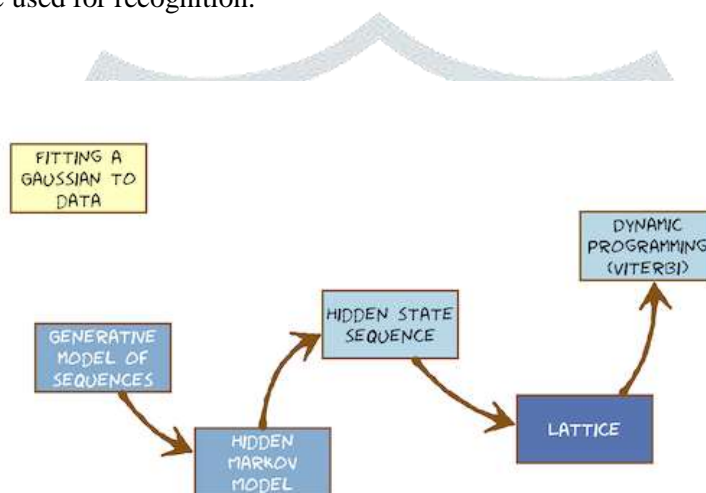 used for recognition.
FITTING A
GAUSSIAN TO
DATA
DYNAMIC
PROGRAMMING
(VITERBI)
HIDDEN STATE
SEQUENCE
GENERATIVE
MODEL OF
SEQUENCES
LATTICE
HIDDEN
MARKOV
MODEL